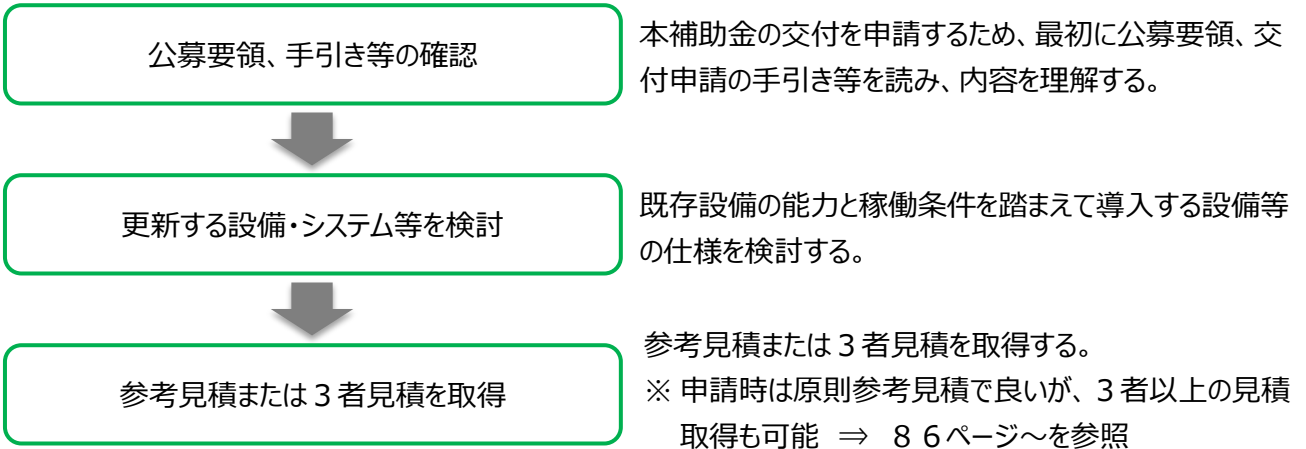 公募要領、手引き等の確認
本補助金の交付を申請するため、最初に公募要領、交
付申請の手引き等を読み、内容を理解する。
更新する設備・システム等を検討
既存設備の能力と稼働条件を踏まえて導入する設備等
の仕様を検討する。
参考見積または３者見積を取得
参考見積または３者見積を取得する。
※ 申請時は原則参考見積で良いが、３者以上の見積
取得も可能 ⇒ ８６ページ～を参照